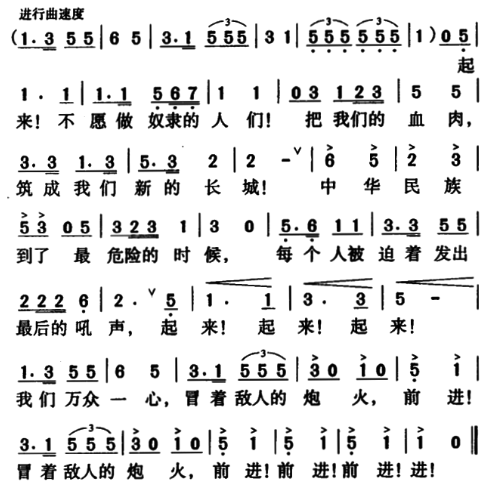 进行曲速度
(1·3 55 | 6 5 | 3·1 555 | 3 1 | 555 555 | 1) 05 |
起
1· 1 | 1·1 567 | 1 1 | 03 123 | 5 5 |
来! 不愿做奴隶的人们! 把我们的血肉,
3·3 1·3 | 5·3 2 | 2 - ∨ | 6 5 | 2 3 |
筑成我们新的长城! 中华民族
53 05 | 323 1 | 3 0 | 5·6 11 | 3·3 55 |
到了最危险的时候, 每个人被迫着发出
222 6 | 2· ∨ 5 | 1· 1 | 3· 3 | 5 - |
最后的吼声, 起来! 起来! 起来!
1·3 55 | 6 5 | 3·1 555 | 30 10 | 5 1 |
我们万众一心, 冒着敌人的炮火, 前进!
3·1 555 | 30 10 | 5 1 | 5 1 | 5 1 | 1 0 ‖
冒着敌人的炮火, 前进! 前进! 前进! 进!